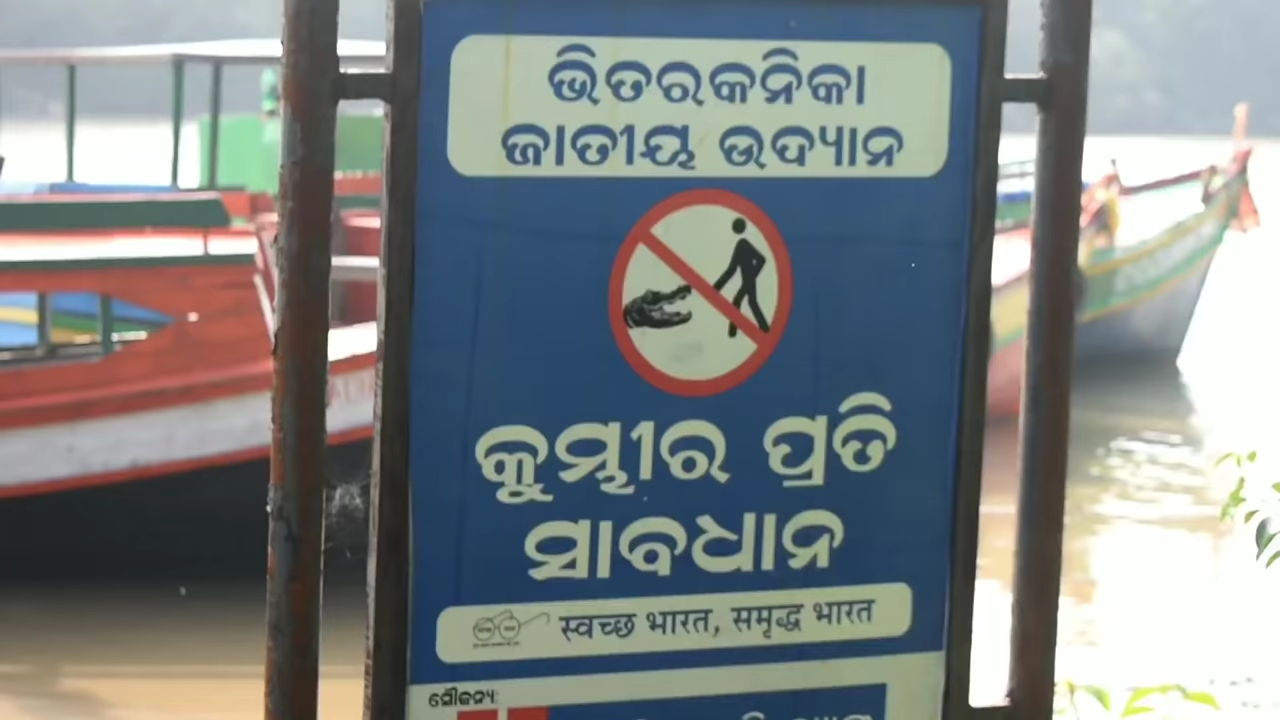 ଭିତରକନିକା
ଜାତୀୟ ଉଦ୍ୟାନ
କୁମ୍ଭୀର ପ୍ରତି
ସାବଧାନ
स्वच्छ भारत, समृद्ध भारत
ସୌଜନ୍ୟ: